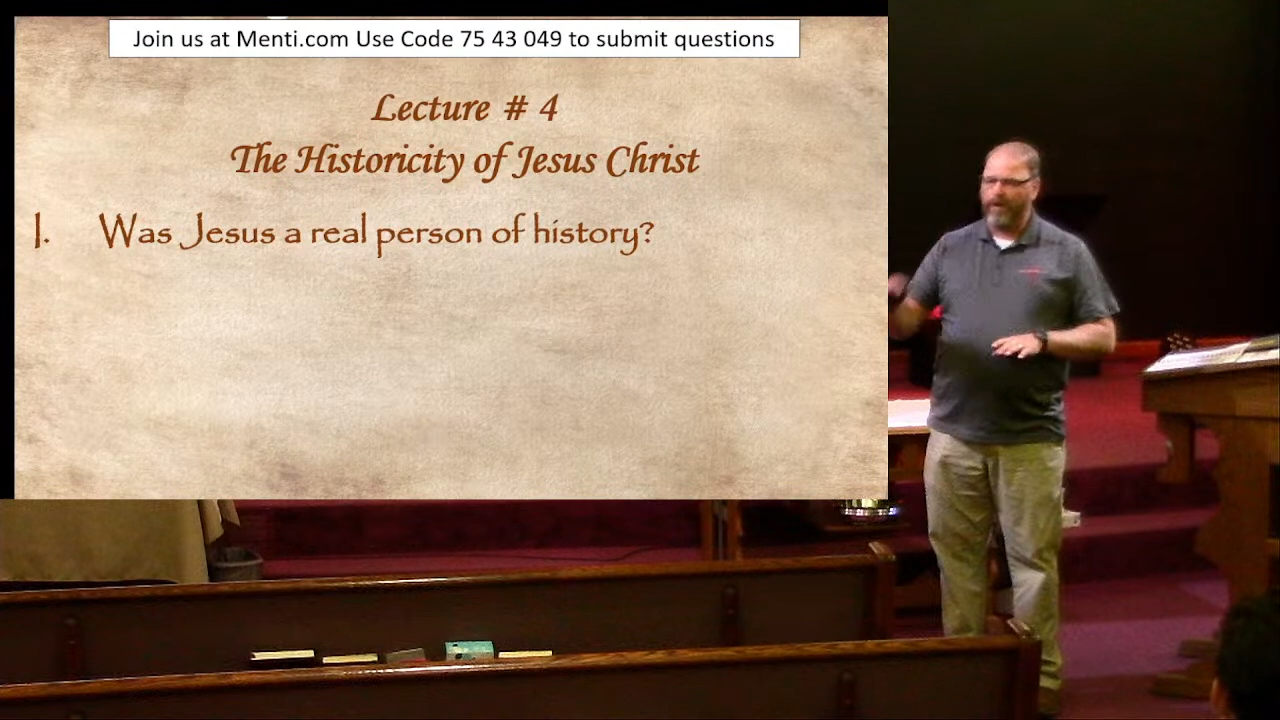 Join us at Menti.com Use Code 75 43 049 to submit questions
Lecture # 4
The Historicity of Jesus Christ
I. Was Jesus a real person of history?